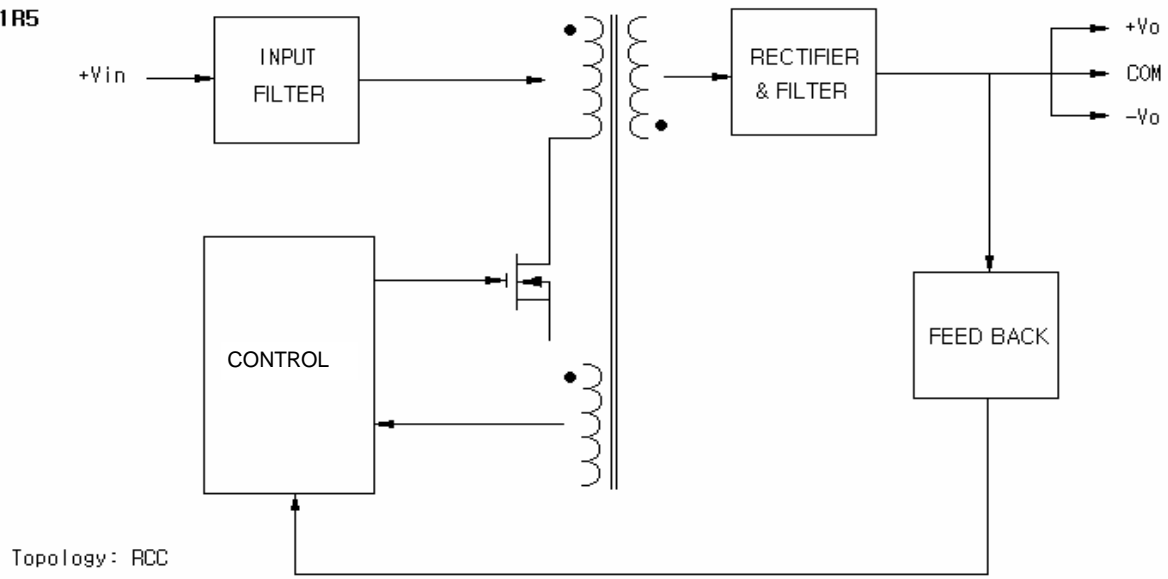 1R5
+Vin
INPUT
FILTER
RECTIFIER
& FILTER
+Vo
COM
-Vo
CONTROL
FEED BACK
Topology: RCC